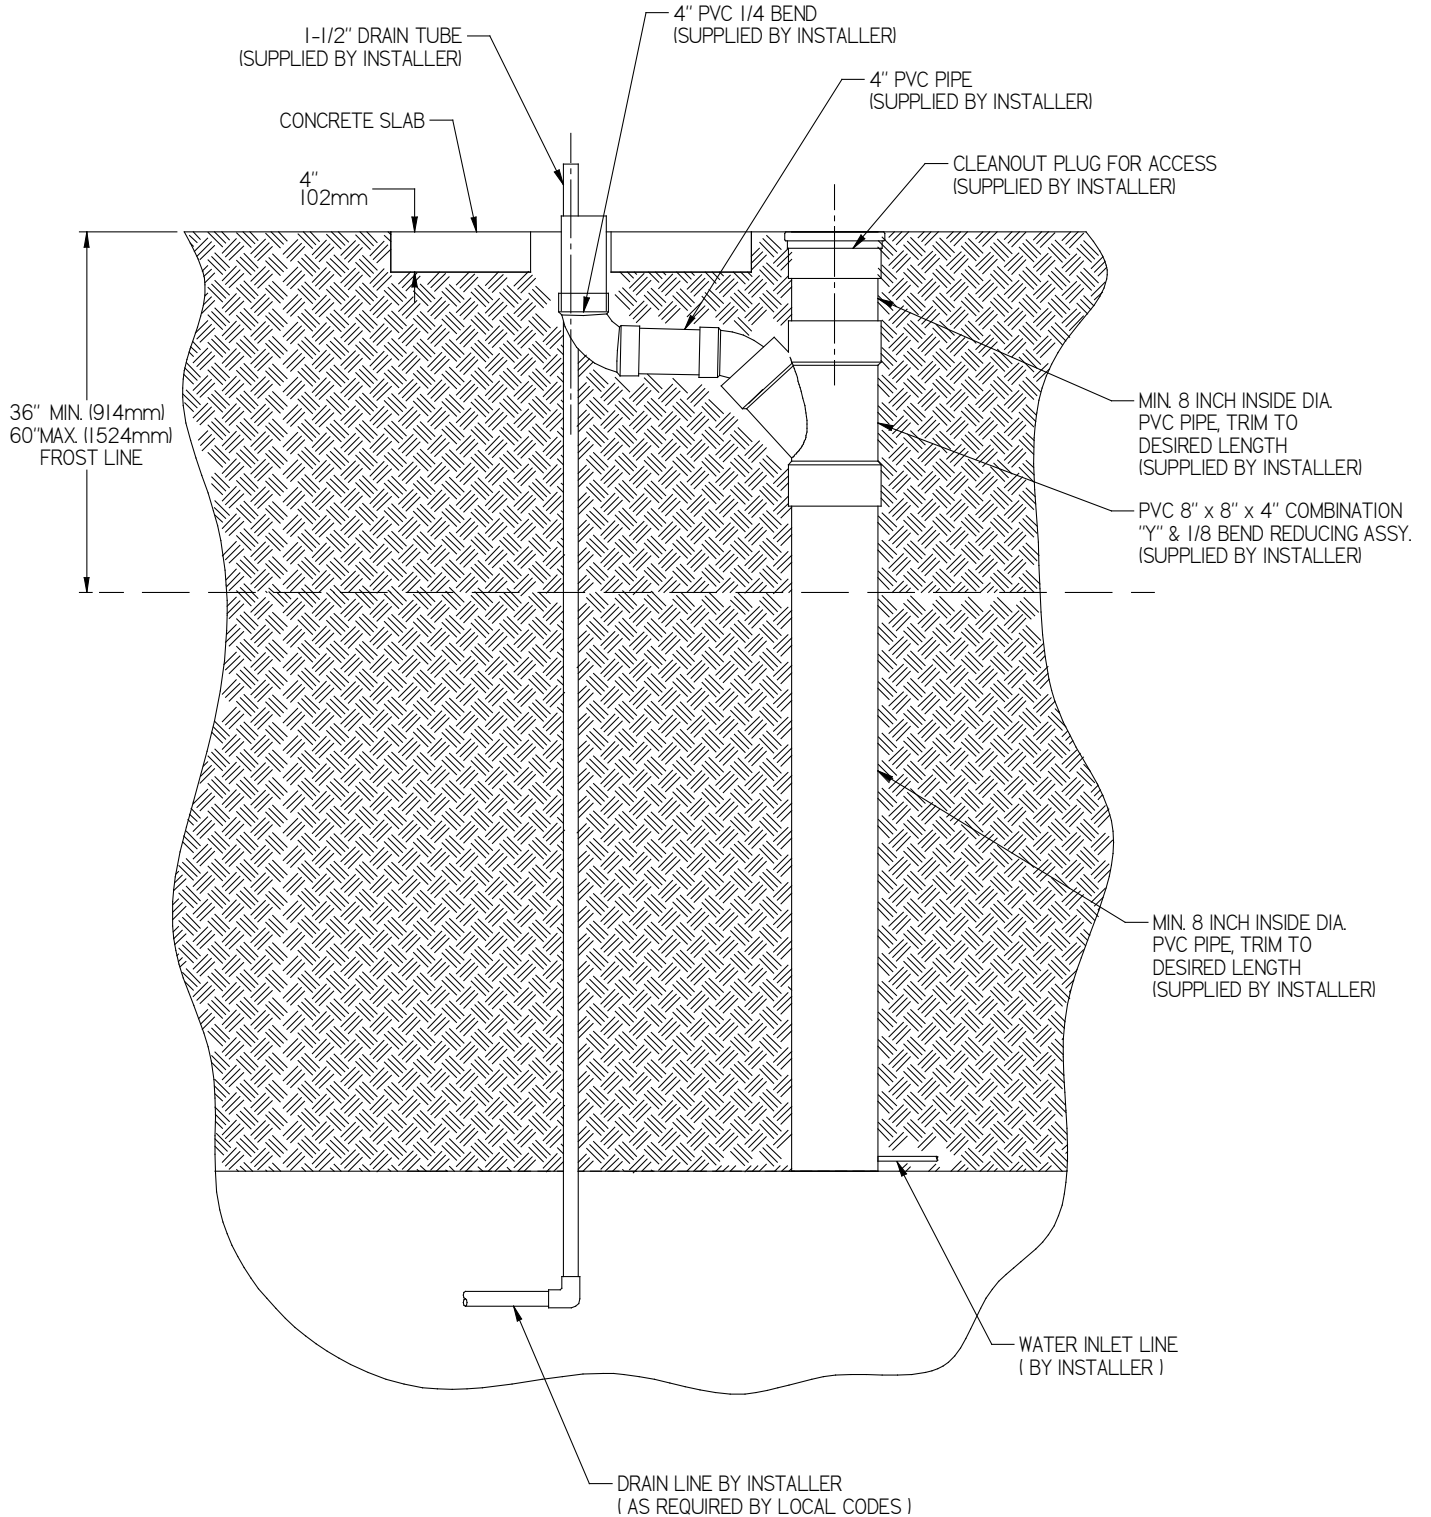 4" PVC 1/4 BEND
(SUPPLIED BY INSTALLER)
1-1/2" DRAIN TUBE
(SUPPLIED BY INSTALLER)
4" PVC PIPE
(SUPPLIED BY INSTALLER)
CONCRETE SLAB
CLEANOUT PLUG FOR ACCESS
(SUPPLIED BY INSTALLER)
4"
102mm
36" MIN. (914mm)
60"MAX. (1524mm)
FROST LINE
MIN. 8 INCH INSIDE DIA.
PVC PIPE, TRIM TO
DESIRED LENGTH
(SUPPLIED BY INSTALLER)
PVC 8" x 8" x 4" COMBINATION
"Y" & 1/8 BEND REDUCING ASSY.
(SUPPLIED BY INSTALLER)
MIN. 8 INCH INSIDE DIA.
PVC PIPE, TRIM TO
DESIRED LENGTH
(SUPPLIED BY INSTALLER)
WATER INLET LINE
( BY INSTALLER )
DRAIN LINE BY INSTALLER
( AS REQUIRED BY LOCAL CODES )